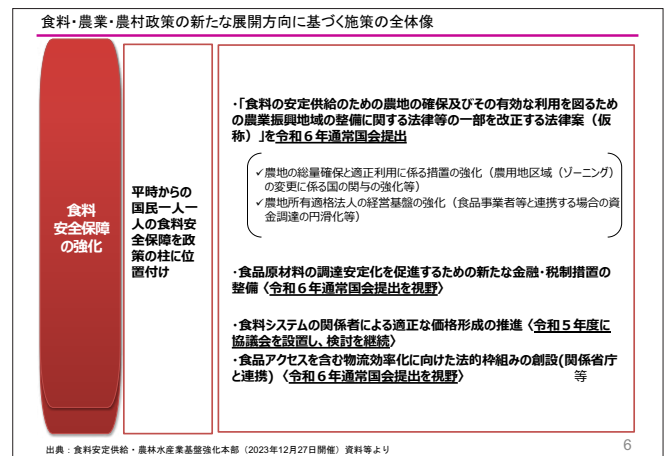 食料・農業・農村政策の新たな展開方向に基づく施策の全体像
食料
安全保障
の強化
平時からの
国民一人一
人の食料安
全保障を政
策の柱に位
置付け
・「食料の安定供給のための農地の確保及びその有効な利用を図るため
の農業振興地域の整備に関する法律等の一部を改正する法律案（仮
称）」を令和６年通常国会提出
✓農地の総量確保と適正利用に係る措置の強化（農用地区域（ゾーニング）
の変更に係る国の関与の強化等）
✓農地所有適格法人の経営基盤の強化（食品事業者等と連携する場合の資
金調達の円滑化等）
・食品原材料の調達安定化を促進するための新たな金融・税制措置の
整備〈令和６年通常国会提出を視野〉
・食料システムの関係者による適正な価格形成の推進〈令和５年度に
協議会を設置し、検討を継続〉
・食品アクセスを含む物流効率化に向けた法的枠組みの創設(関係省庁
と連携) 〈令和６年通常国会提出を視野〉 等
出典：食料安定供給・農林水産業基盤強化本部（2023年12月27日開催）資料等より
6